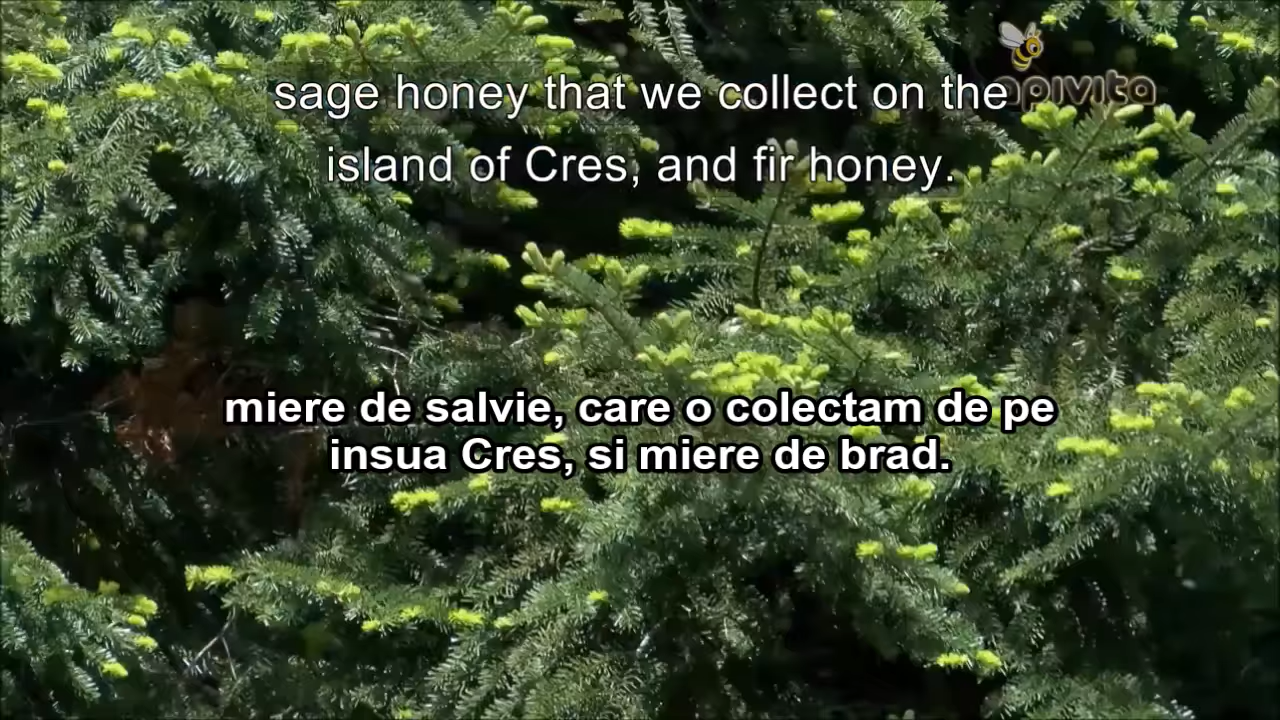 apivita
sage honey that we collect on the
island of Cres, and fir honey.
miere de salvie, care o colectam de pe
insua Cres, si miere de brad.